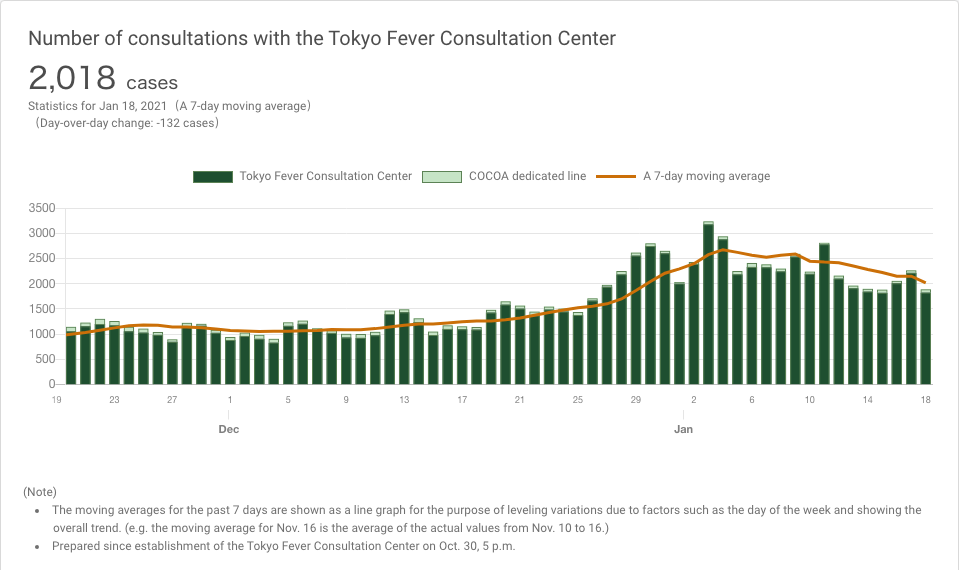 Number of consultations with the Tokyo Fever Consultation Center
2,018 cases
Statistics for Jan 18, 2021（A 7-day moving average）
（Day-over-day change: -132 cases）
Tokyo Fever Consultation Center COCOA dedicated line A 7-day moving average
3500
3000
2500
2000
1500
1000
500
0
19 23 27 1 5 9 13 17 21 25 29 2 6 10 14 18
Dec Jan
(Note)
• The moving averages for the past 7 days are shown as a line graph for the purpose of leveling variations due to factors such as the day of the week and showing the
overall trend. (e.g. the moving average for Nov. 16 is the average of the actual values from Nov. 10 to 16.)
• Prepared since establishment of the Tokyo Fever Consultation Center on Oct. 30, 5 p.m.